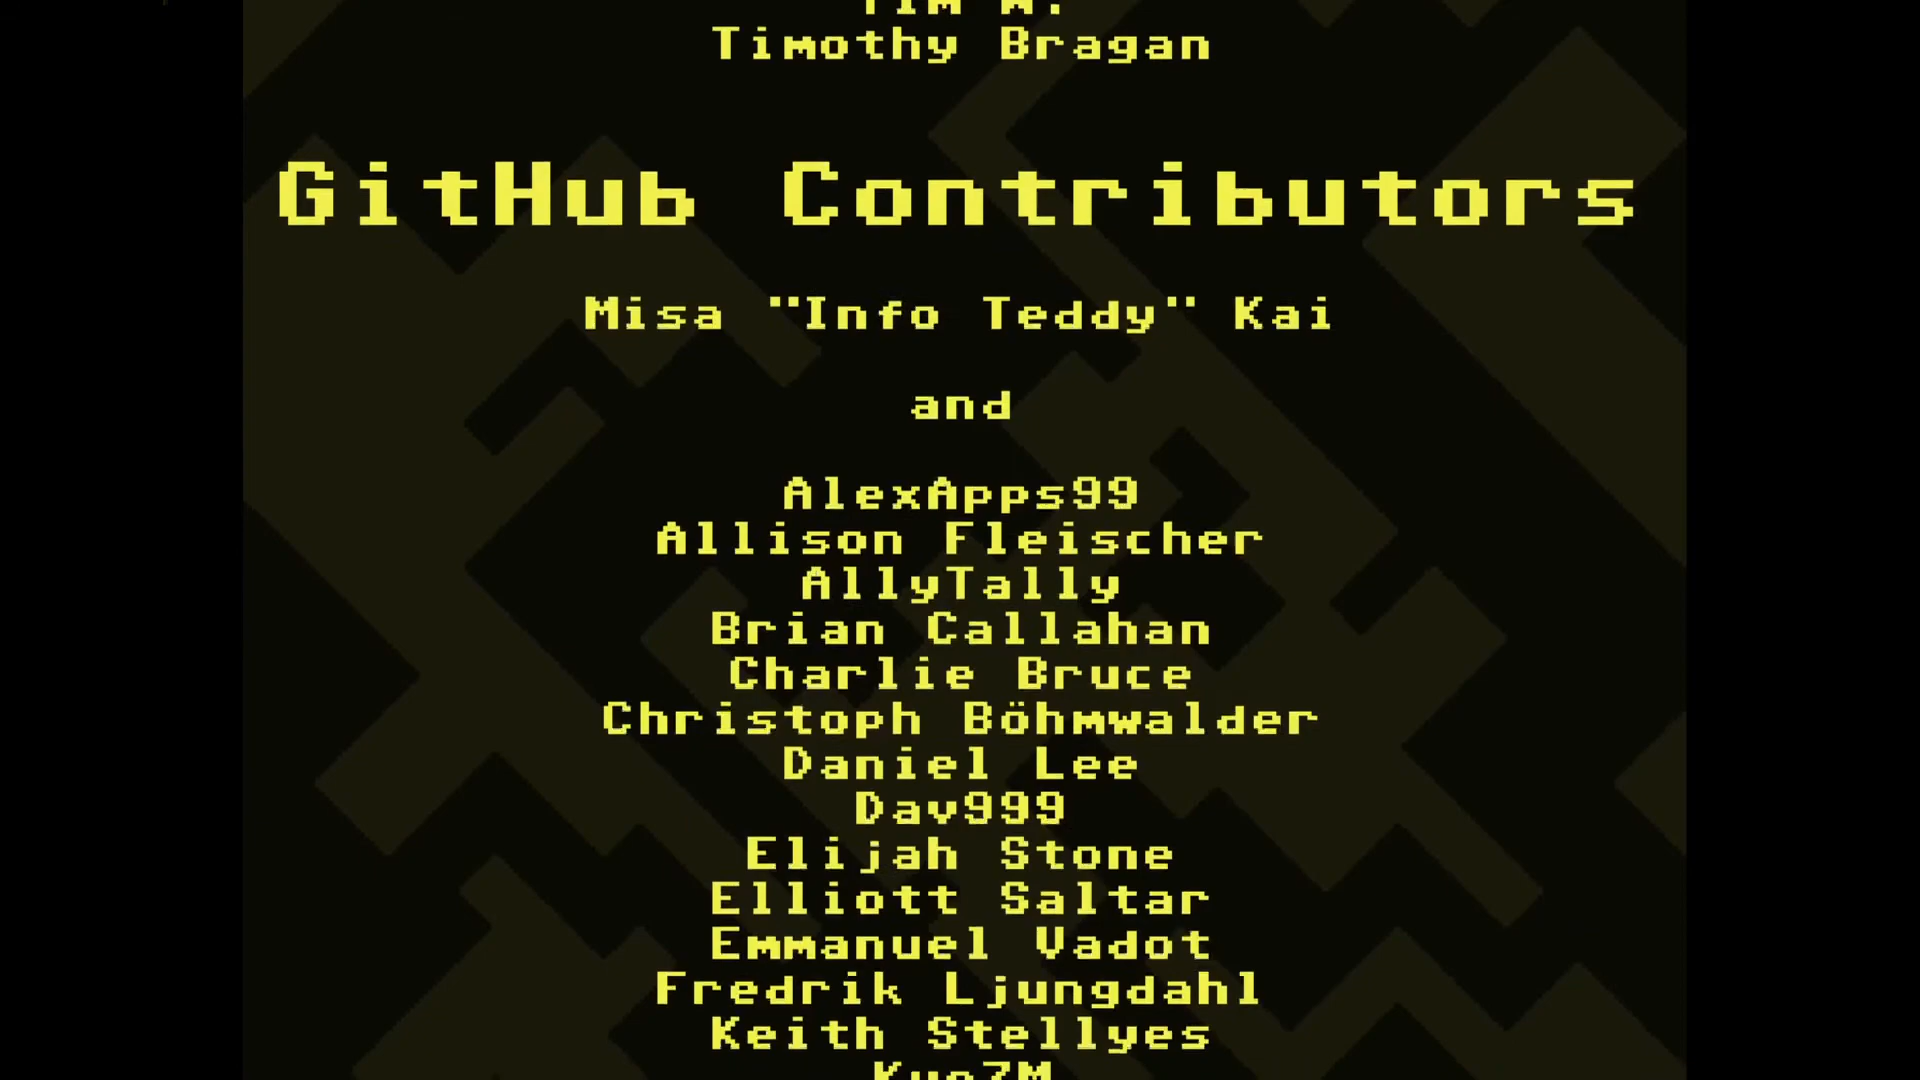 Tim W.
Timothy Bragan
GitHub Contributors
Misa "Info Teddy" Kai
and
AlexApps99
Allison Fleischer
AllyTally
Brian Callahan
Charlie Bruce
Christoph Böhmwalder
Daniel Lee
Dav999
Elijah Stone
Elliott Saltar
Emmanuel Vadot
Fredrik Ljungdahl
Keith Stellyes